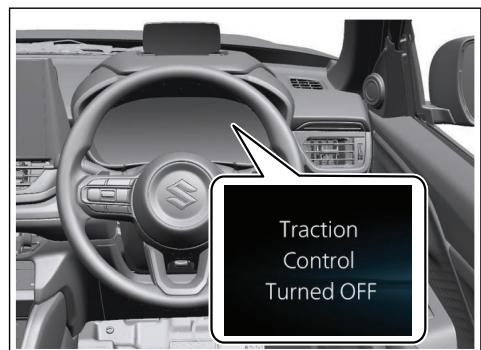 Traction
Control
Turned OFF